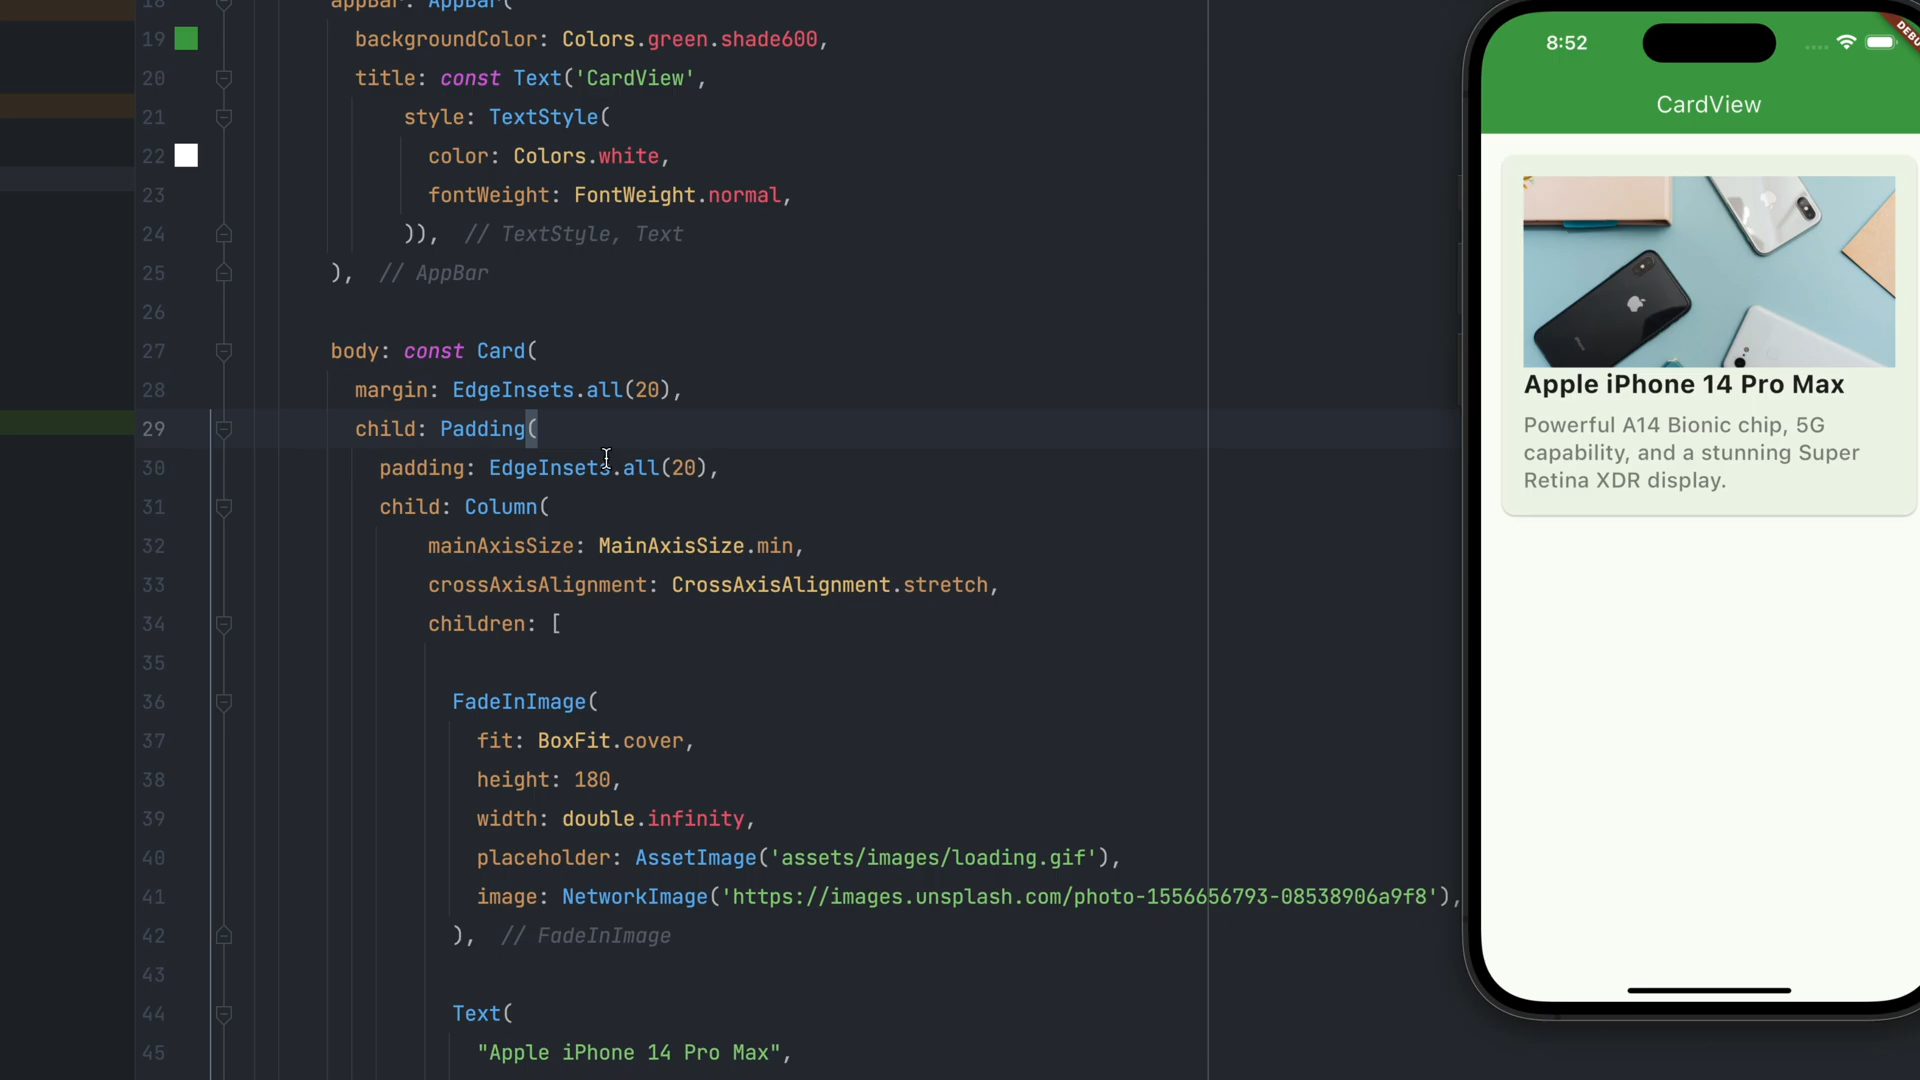 18 appBar: AppBar(
19 backgroundColor: Colors.green.shade600,
20 title: const Text('CardView',
21 style: TextStyle(
22 color: Colors.white,
23 fontWeight: FontWeight.normal,
24 )), // TextStyle, Text
25 ), // AppBar
26
27 body: const Card(
28 margin: EdgeInsets.all(20),
29 child: Padding(
30 padding: EdgeInsets.all(20),
31 child: Column(
32 mainAxisSize: MainAxisSize.min,
33 crossAxisAlignment: CrossAxisAlignment.stretch,
34 children: [
35
36 FadeInImage(
37 fit: BoxFit.cover,
38 height: 180,
39 width: double.infinity,
40 placeholder: AssetImage('assets/images/loading.gif'),
41 image: NetworkImage('https://images.unsplash.com/photo-1556656793-08538906a9f8'),
42 ), // FadeInImage
43
44 Text(
45 "Apple iPhone 14 Pro Max",
8:52
CardView
Apple iPhone 14 Pro Max
Powerful A14 Bionic chip, 5G
capability, and a stunning Super
Retina XDR display.